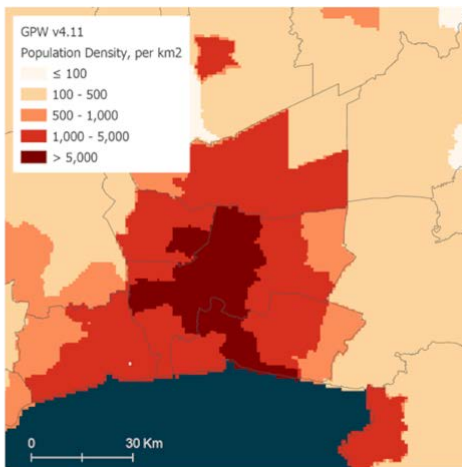 GPW v4.11
Population Density, per km2
≤ 100
100 - 500
500 - 1,000
1,000 - 5,000
> 5,000
0 30 Km